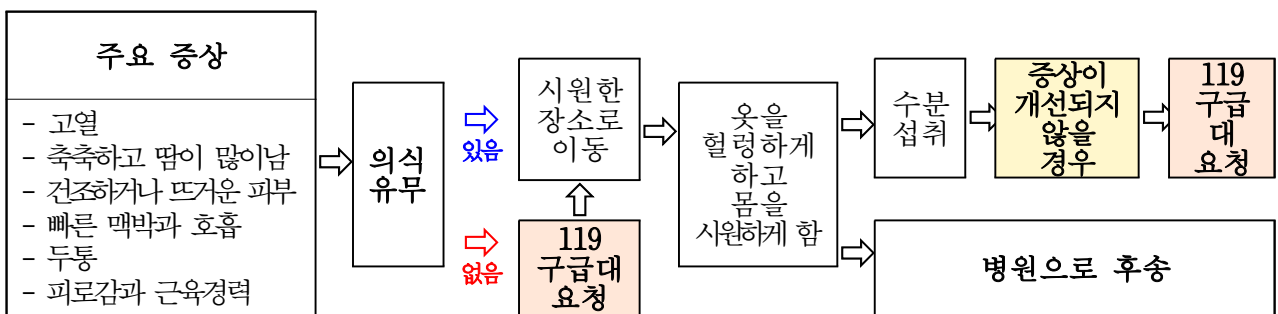 주요 증상
- 고열
- 축축하고 땀이 많이남
- 건조하거나 뜨거운 피부
- 빠른 맥박과 호흡
- 두통
- 피로감과 근육경력
의식
유무
있음
없음
시원한
장소로
이동
119
구급대
요청
옷을
헐렁하게
하고
몸을
시원하게 함
수분
섭취
증상이
개선되지
않을
경우
119
구급
대
요청
병원으로 후송